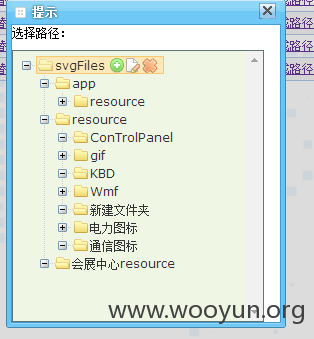 提示
选择路径：
svgFiles
app
resource
resource
ConTrolPanel
gif
KBD
Wmf
新建文件夹
电力图标
通信图标
会展中心resource
www.wooyun.org